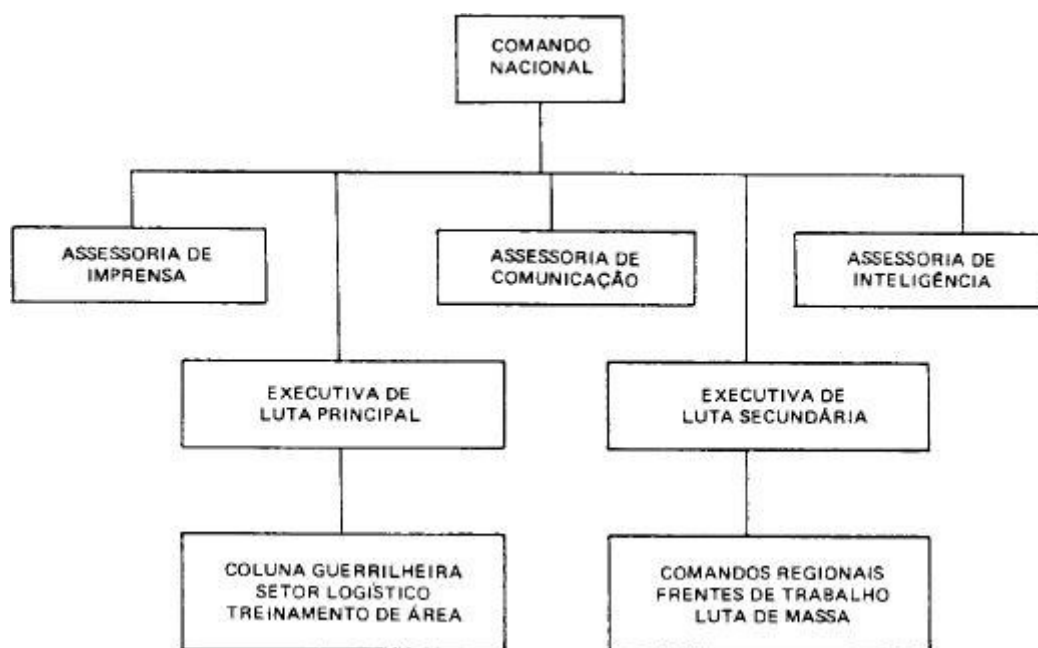 COMANDO
NACIONAL
ASSESSORIA DE
IMPRENSA
ASSESSORIA DE
COMUNICAÇÃO
ASSESSORIA DE
INTELIGÊNCIA
EXECUTIVA DE
LUTA PRINCIPAL
EXECUTIVA DE
LUTA SECUNDÁRIA
COLUNA GUERRILHEIRA
SETOR LOGÍSTICO
TREINAMENTO DE ÁREA
COMANDOS REGIONAIS
FRENTES DE TRABALHO
LUTA DE MASSA